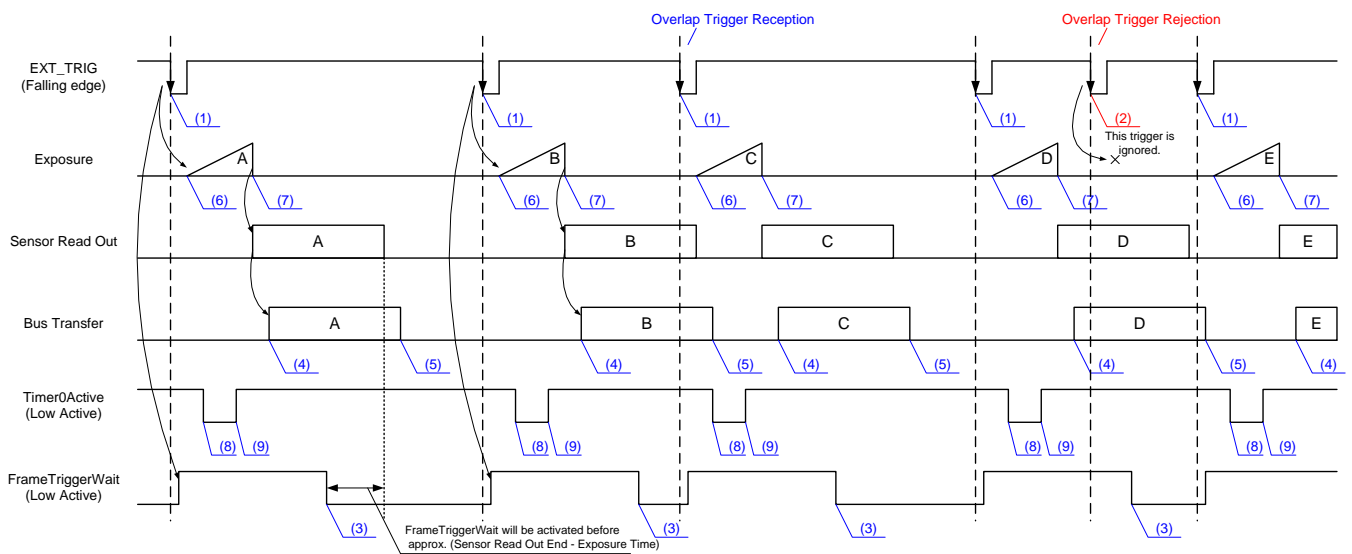 Overlap Trigger Reception
Overlap Trigger Rejection
EXT_TRIG
(Falling edge)
(1)
(1)
(1)
(1)
(2)
(1)
This trigger is
ignored.
Exposure
A
B
C
D
E
(6)
(7)
(6)
(7)
(6)
(7)
(6)
(7)
(6)
(7)
Sensor Read Out
A
B
C
D
E
Bus Transfer
A
B
C
D
E
(4)
(5)
(4)
(5)
(4)
(5)
(4)
(5)
(4)
Timer0Active
(Low Active)
(8)
(9)
(8)
(9)
(8)
(9)
(8)
(9)
(8)
(9)
FrameTriggerWait
(Low Active)
(3)
(3)
(3)
(3)
FrameTriggerWait will be activated before
approx. (Sensor Read Out End - Exposure Time)